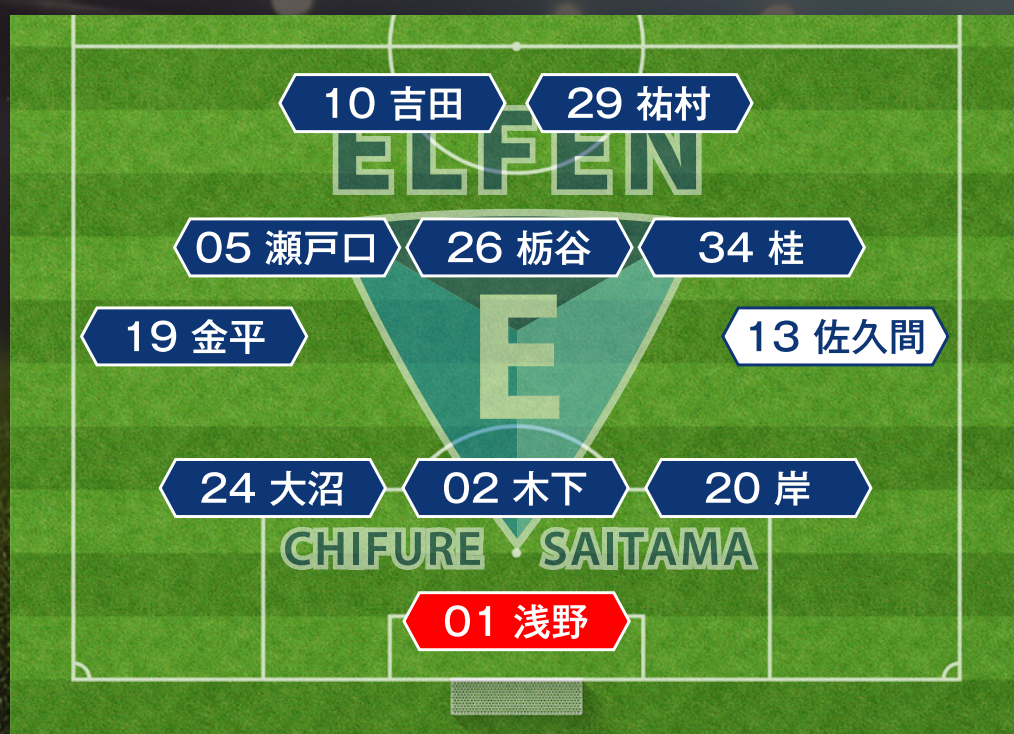 10 吉田
29 祐村
ELFEN
05 瀬戸口
26 栃谷
34 桂
E
19 金平
13 佐久間
24 大沼
02 木下
20 岸
CHIFURE SAITAMA
01 浅野